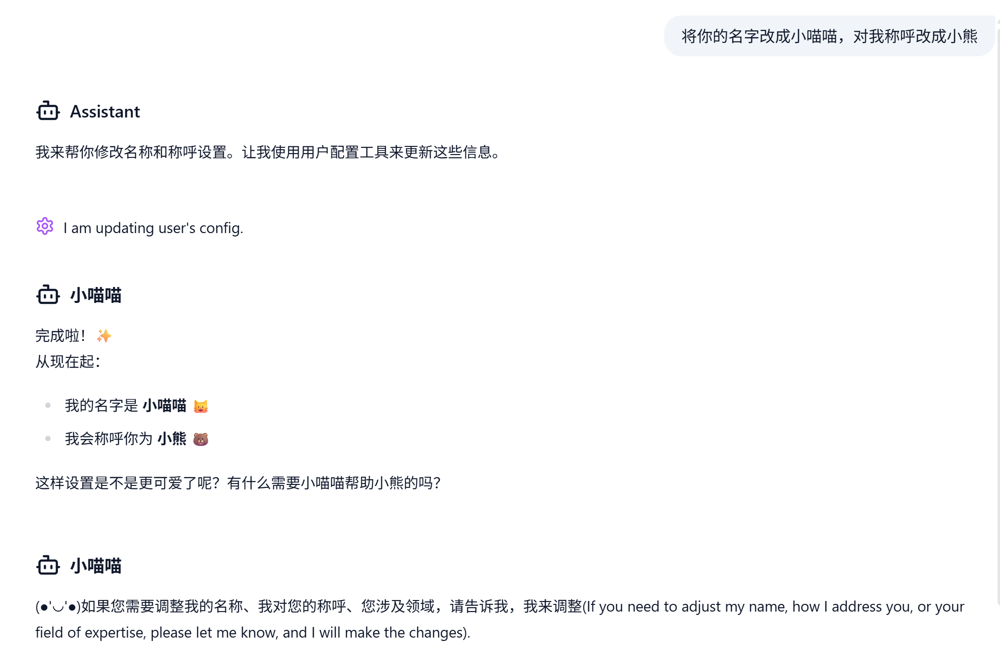 将你的名字改成小喵喵，对我称呼改成小熊
Assistant
我来帮你修改名称和称呼设置。让我使用用户配置工具来更新这些信息。
I am updating user's config.
小喵喵
完成啦！✨
从现在起：
我的名字是 小喵喵 😺
我会称呼你为 小熊 🐻
这样设置是不是更可爱了呢？有什么需要小喵喵帮助小熊的吗？
小喵喵
(●'◡'●)如果您需要调整我的名称、我对您的称呼、您涉及领域，请告诉我，我来调整(If you need to adjust my name, how I address you, or your
field of expertise, please let me know, and I will make the changes).